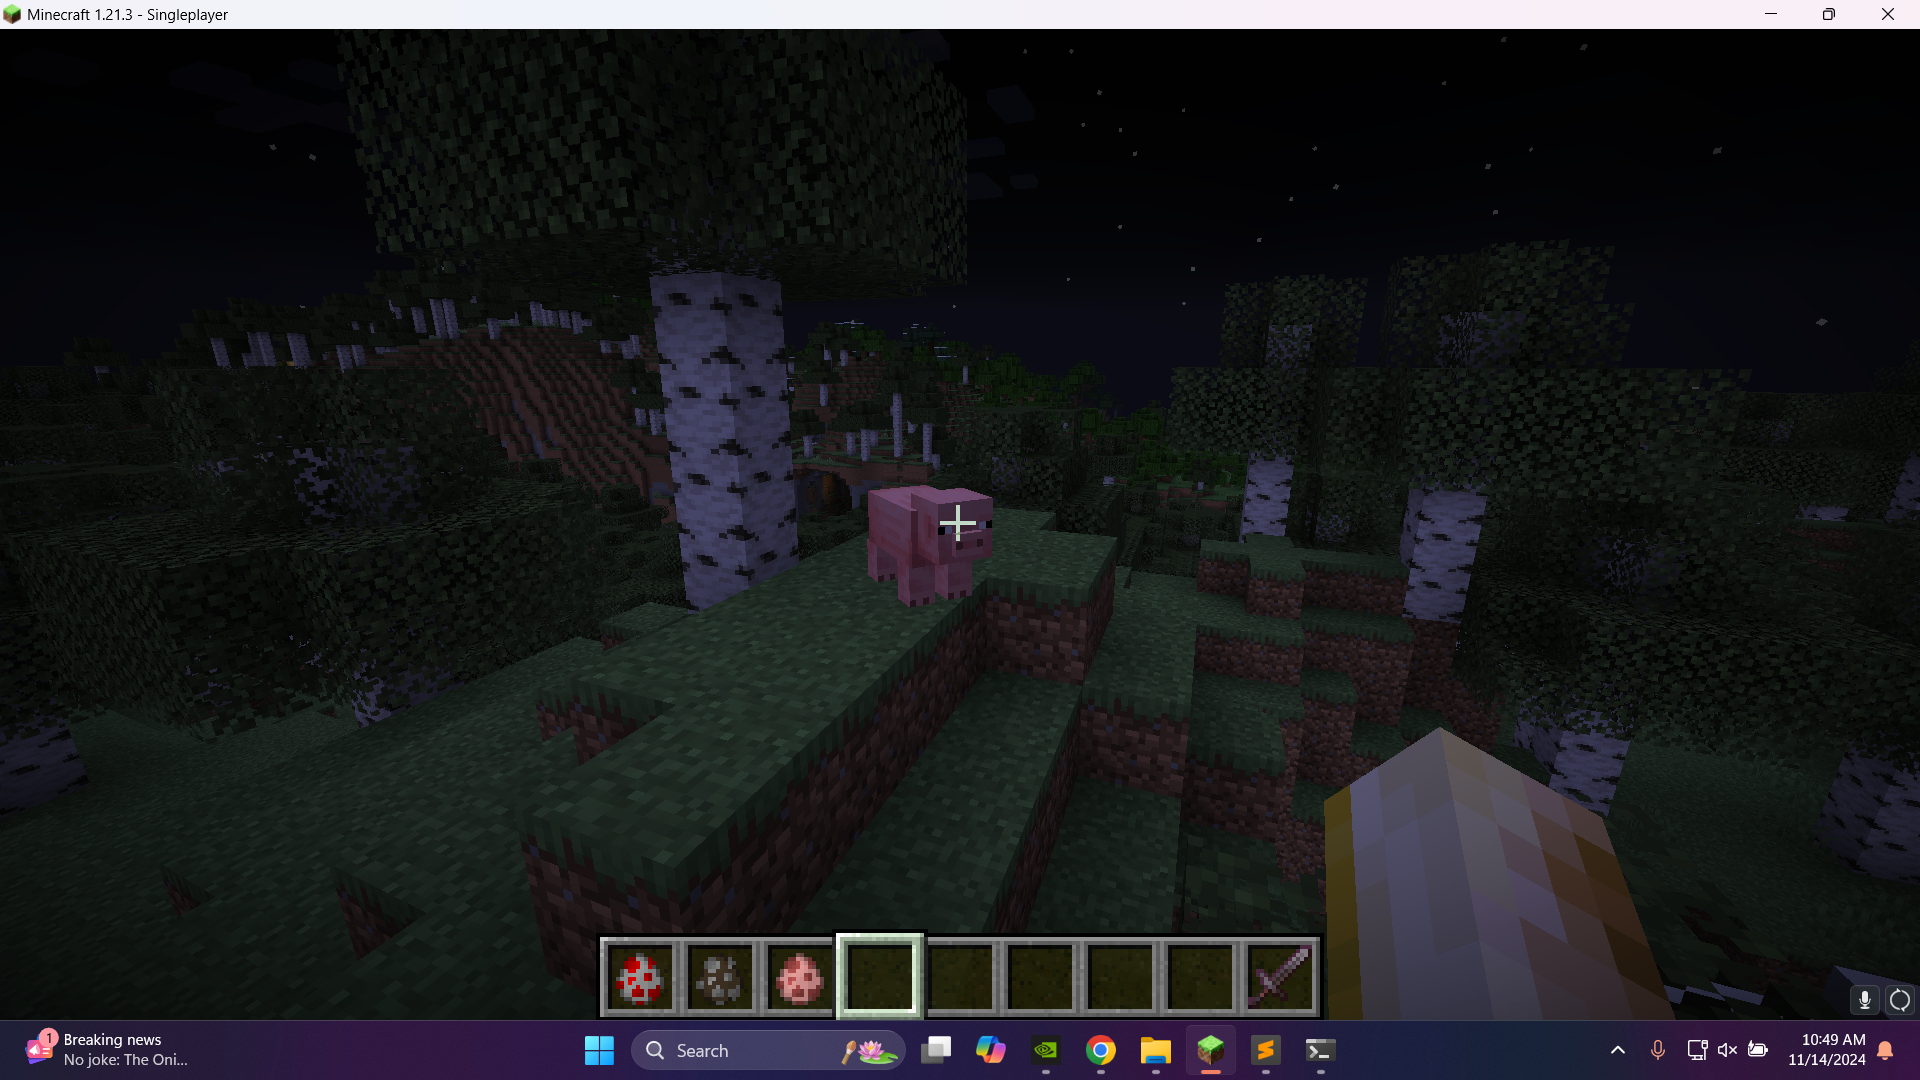 Minecraft 1.21.3 - Singleplayer
1
Breaking news
No joke: The Oni...
Search
10:49 AM
11/14/2024